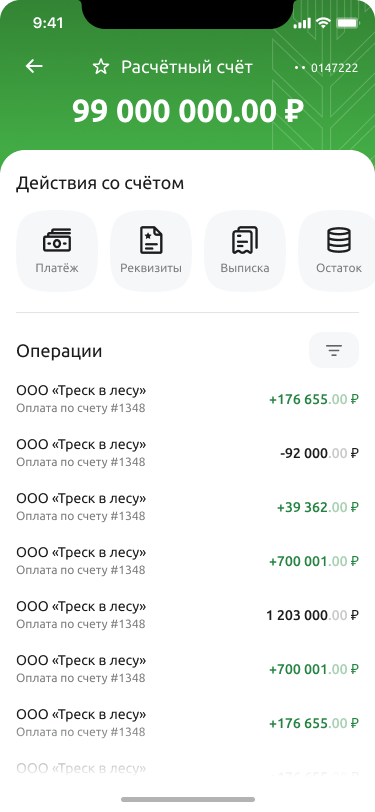 9:41
Расчётный счёт
•• 0147222
99 000 000.00 ₽
Действия со счётом
Платёж
Реквизиты
Выписка
Остаток
Операции
ООО «Треск в лесу»
+176 655.00 ₽
Оплата по счету #1348
ООО «Треск в лесу»
-92 000.00 ₽
Оплата по счету #1348
ООО «Треск в лесу»
+39 362.00 ₽
Оплата по счету #1348
ООО «Треск в лесу»
+700 001.00 ₽
Оплата по счету #1348
ООО «Треск в лесу»
1 203 000.00 ₽
Оплата по счету #1348
ООО «Треск в лесу»
+700 001.00 ₽
Оплата по счету #1348
ООО «Треск в лесу»
+176 655.00 ₽
Оплата по счету #1348
ООО «Треск в лесу»